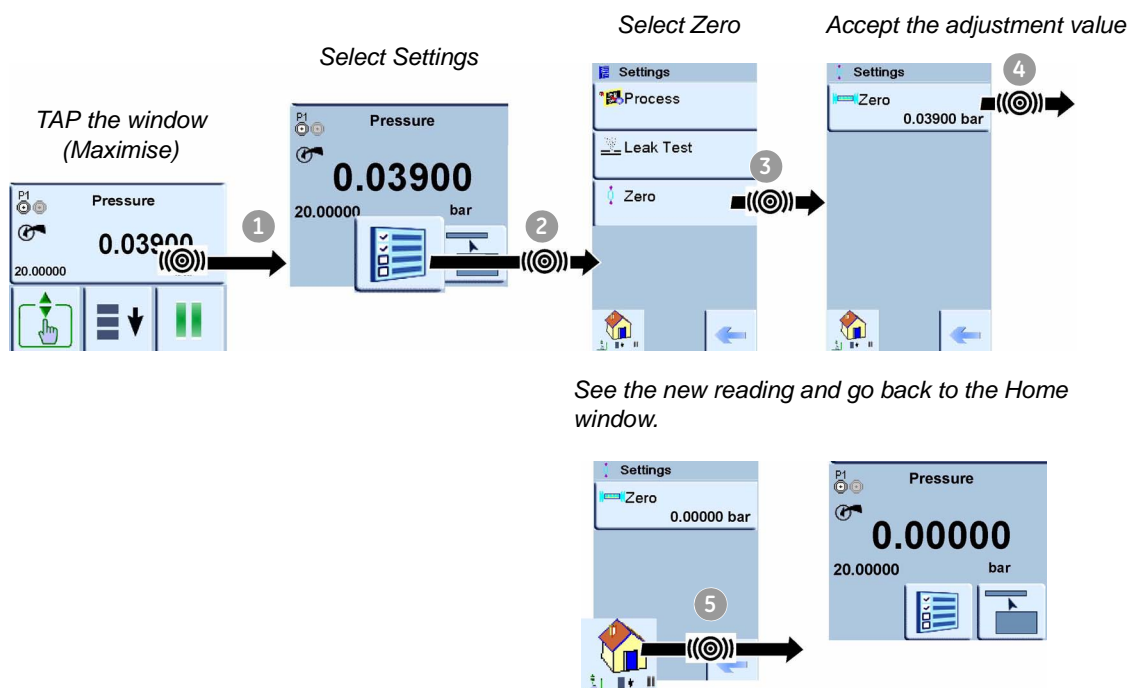 TAP the window
(Maximise)
P1
Pressure
0.03900
20.00000
1
Select Settings
P1
Pressure
0.03900
20.00000
bar
2
Select Zero
Settings
Process
Leak Test
Zero
3
Accept the adjustment value
Settings
Zero
0.03900 bar
4
See the new reading and go back to the Home
window.
Settings
Zero
0.00000 bar
5
P1
Pressure
0.00000
20.00000
bar